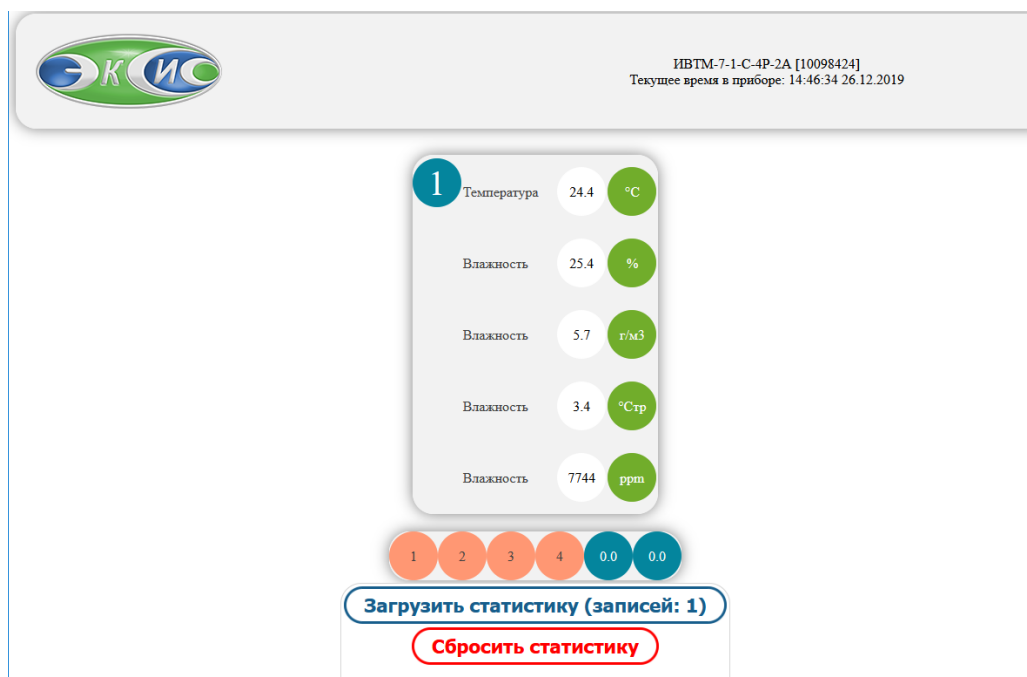 ЭКИС
ИВТМ-7-1-С-4Р-2А [10098424]
Текущее время в приборе: 14:46:34 26.12.2019
1
Температура 24.4 °C
Влажность 25.4 %
Влажность 5.7 г/м3
Влажность 3.4 °Стр
Влажность 7744 ppm
1 2 3 4 0.0 0.0
Загрузить статистику (записей: 1)
Сбросить статистику